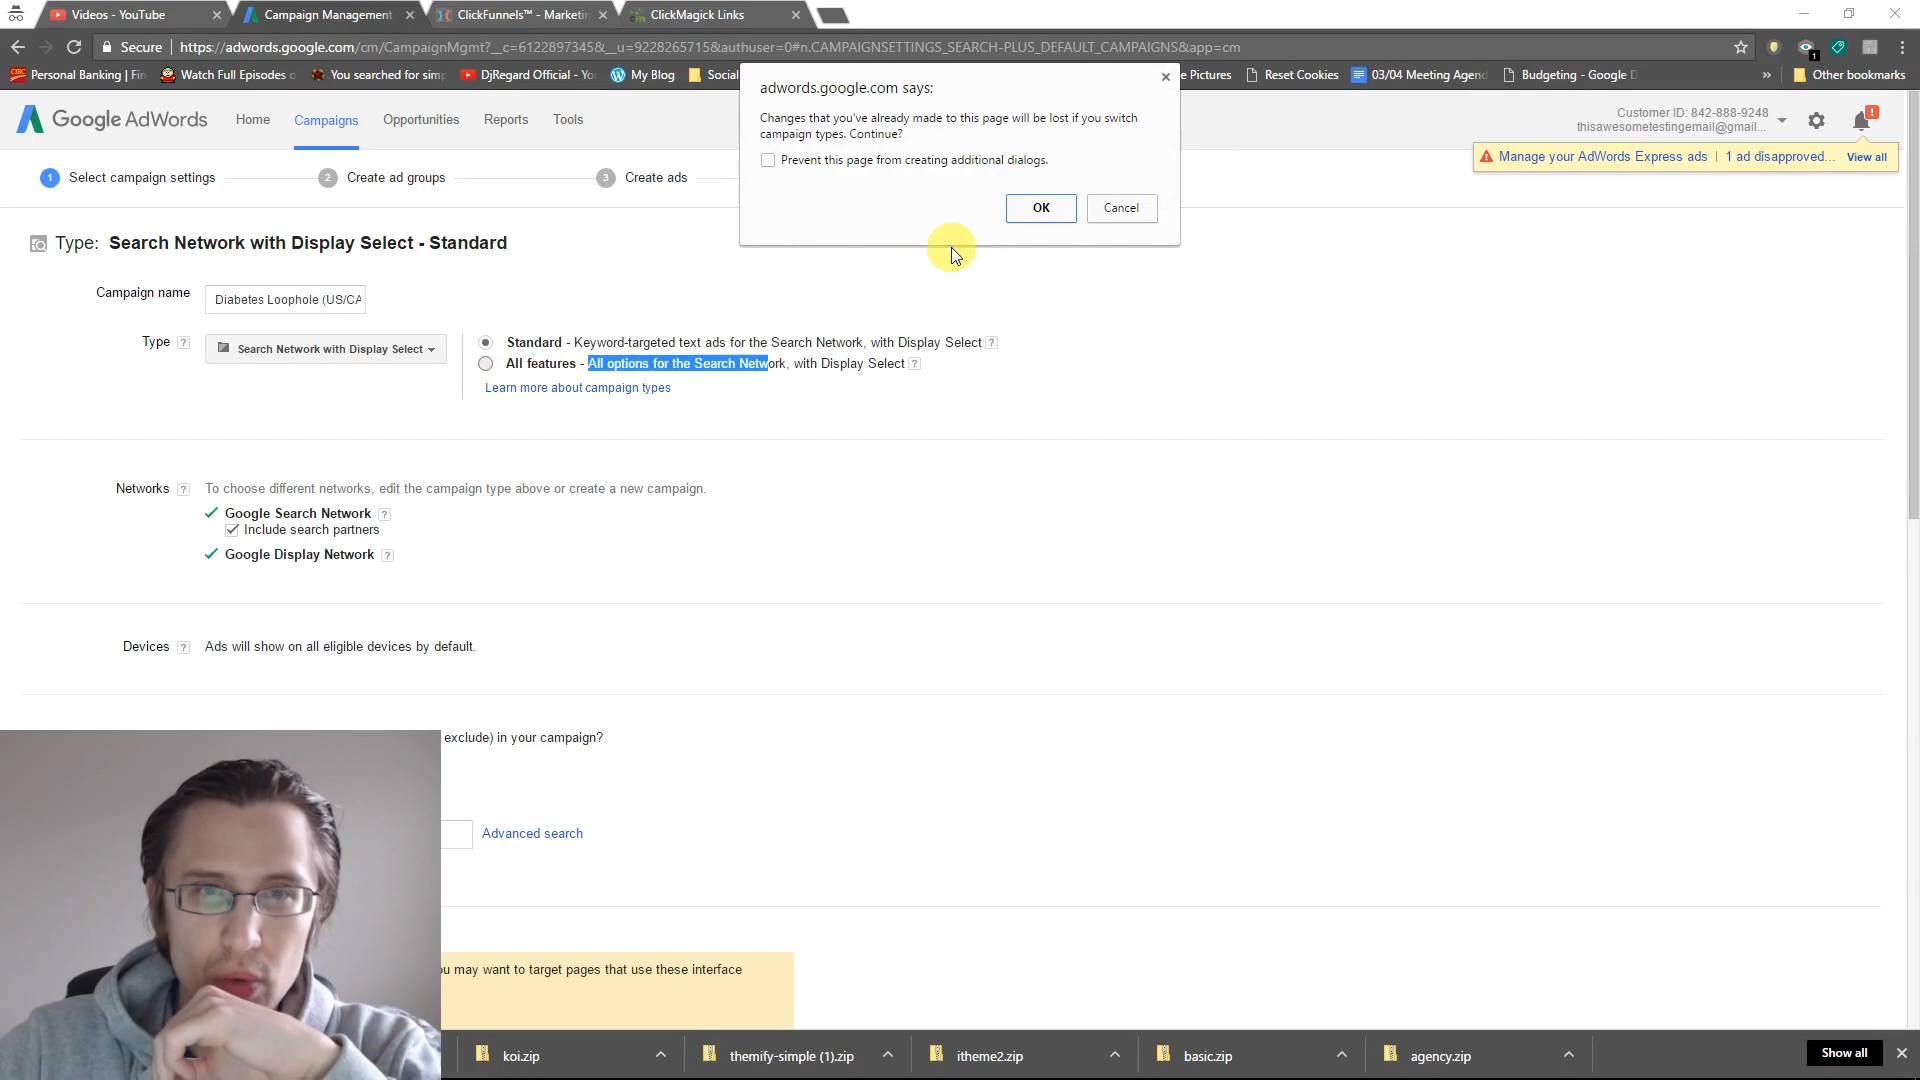 Videos - YouTube
Campaign Management
ClickFunnels™ - Marketin
ClickMagick Links
Secure
https://adwords.google.com/cm/CampaignMgmt?__c=6122897345&__u=9228265715&authuser=0#n.CAMPAIGNSETTINGS_SEARCH-PLUS_DEFAULT_CAMPAIGNS&app=cm
1
CIBC
Personal Banking | Fin
Watch Full Episodes o
You searched for sim
DjRegard Official - Yo
My Blog
Social
e Pictures
Reset Cookies
03/04 Meeting Agend
Budgeting - Google D
»
Other bookmarks
adwords.google.com says:
Changes that you've already made to this page will be lost if you switch
campaign types. Continue?
Prevent this page from creating additional dialogs.
OK
Cancel
Google AdWords
Home
Campaigns
Opportunities
Reports
Tools
Customer ID: 842-888-9248
thisawesometestingemail@gmail...
!
Manage your AdWords Express ads | 1 ad disapproved...
View all
1 Select campaign settings
2 Create ad groups
3 Create ads
Type: Search Network with Display Select - Standard
Campaign name
Diabetes Loophole (US/CA
Type ?
Search Network with Display Select
Standard - Keyword-targeted text ads for the Search Network, with Display Select ?
All features - All options for the Search Network, with Display Select ?
Learn more about campaign types
Networks ?
To choose different networks, edit the campaign type above or create a new campaign.
Google Search Network ?
Include search partners
Google Display Network ?
Devices ?
Ads will show on all eligible devices by default.
exclude) in your campaign?
Advanced search
ou may want to target pages that use these interface
koi.zip
themify-simple (1).zip
itheme2.zip
basic.zip
agency.zip
Show all